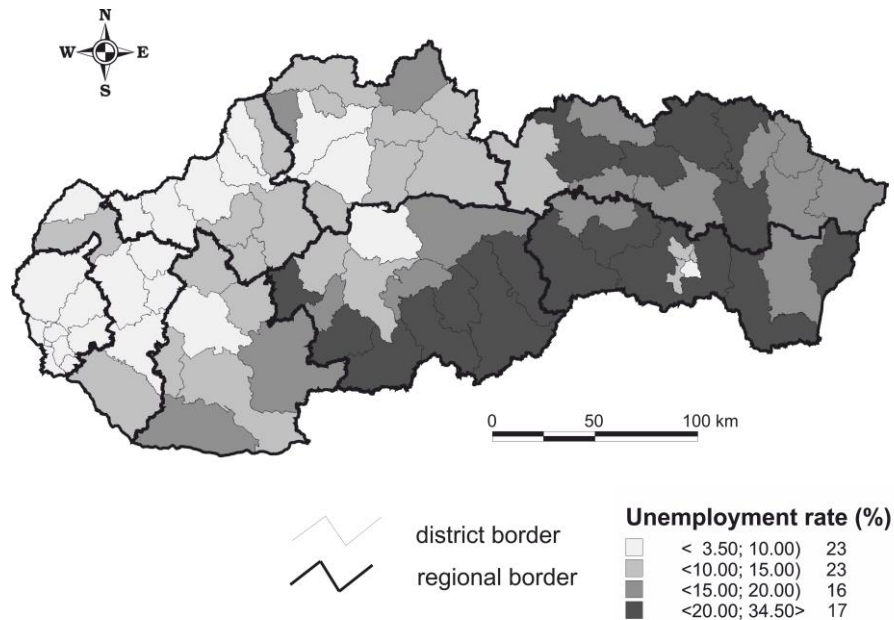 N
W E
S
0 50 100 km
district border
regional border
Unemployment rate (%)
< 3.50; 10.00) 23
<10.00; 15.00) 23
<15.00; 20.00) 16
<20.00; 34.50> 17